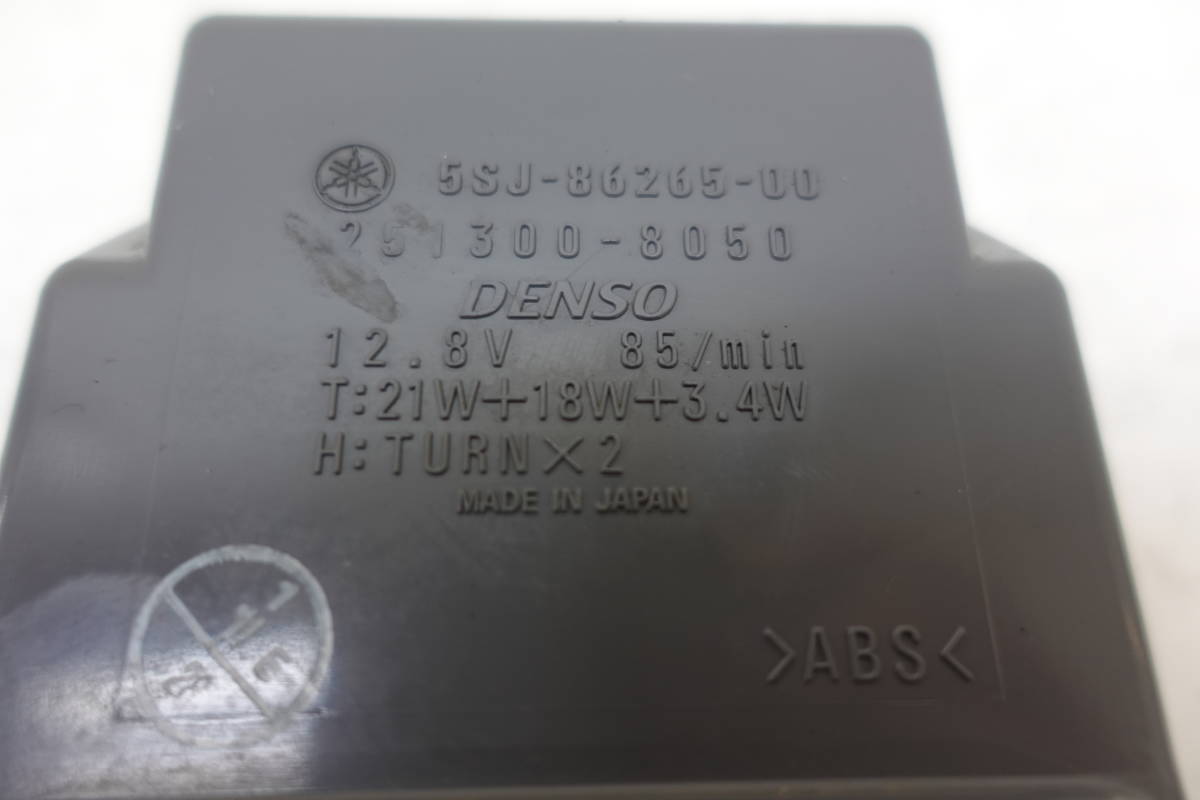 5SJ-86265-00
251300-8050
DENSO
12.8V 85/min
T:21W+18W+3.4W
H:TURN×2
MADE IN JAPAN
>ABS<